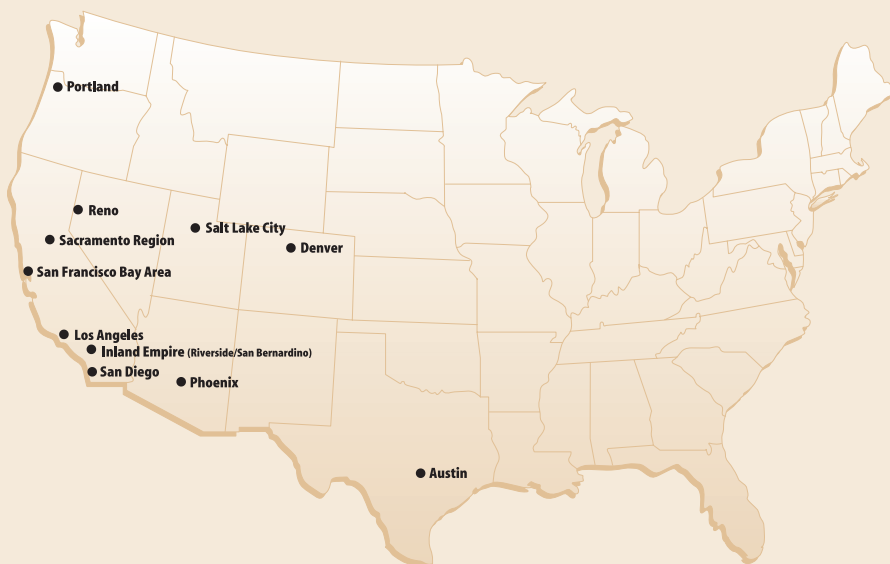 Portland
Reno
Salt Lake City
Sacramento Region
Denver
San Francisco Bay Area
Los Angeles
Inland Empire (Riverside/San Bernardino)
San Diego
Phoenix
Austin